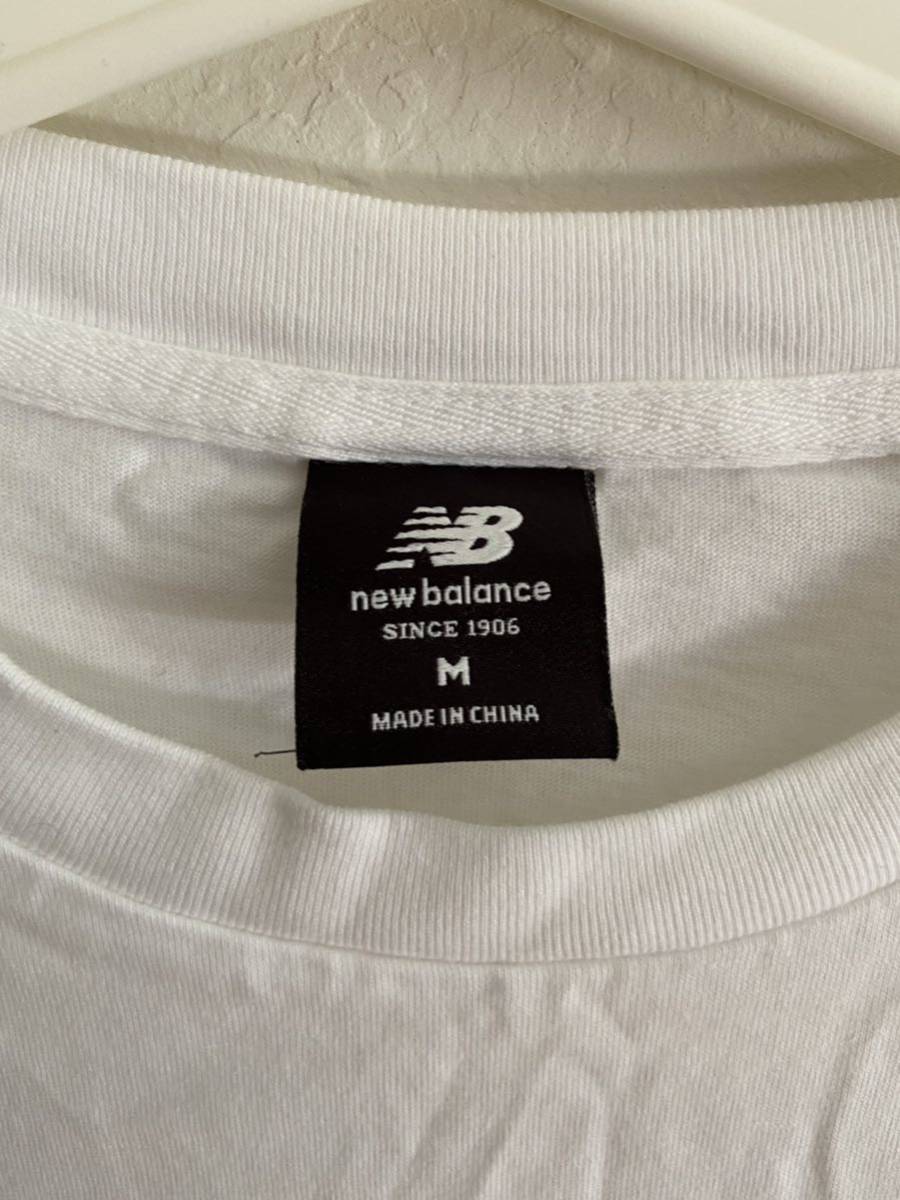 NB
new balance
SINCE 1906
M
MADE IN CHINA